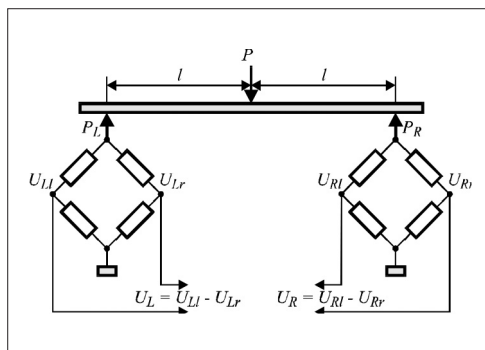 P
l l
P_L P_R
U_Ll U_Lr U_Rl U_Rr
U_L = U_Ll - U_Lr U_R = U_Rl - U_Rr